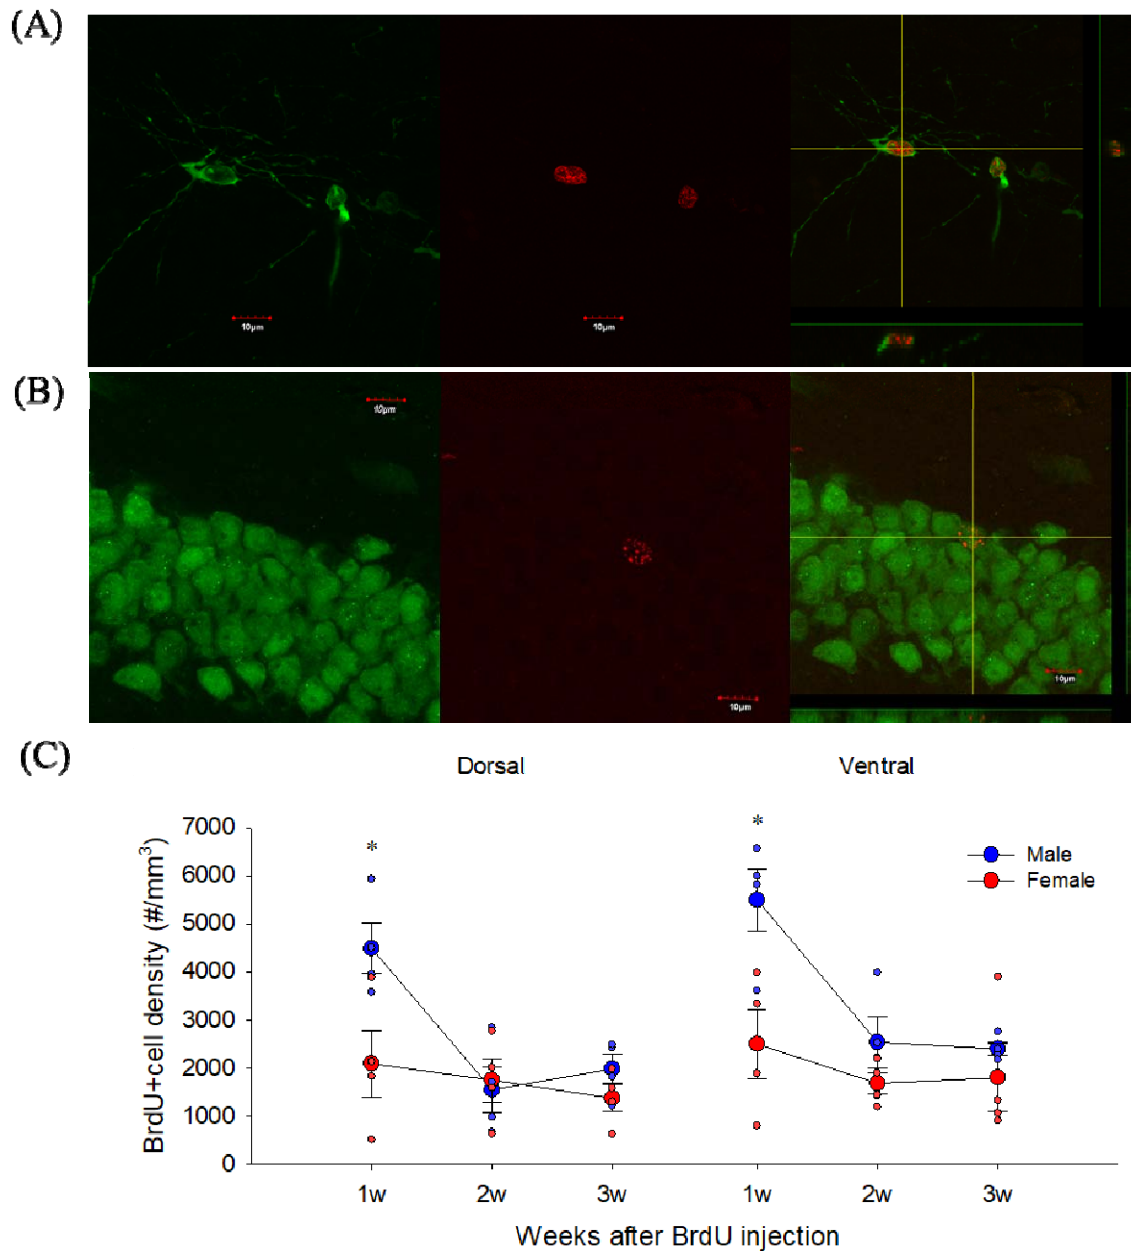 (A)
10μm
10μm
(B)
10μm
10μm
10μm
(C)
Dorsal
Ventral
*
*
Male
Female
BrdU+cell density (#/mm³)
7000
6000
5000
4000
3000
2000
1000
0
1w
2w
3w
1w
2w
3w
Weeks after BrdU injection